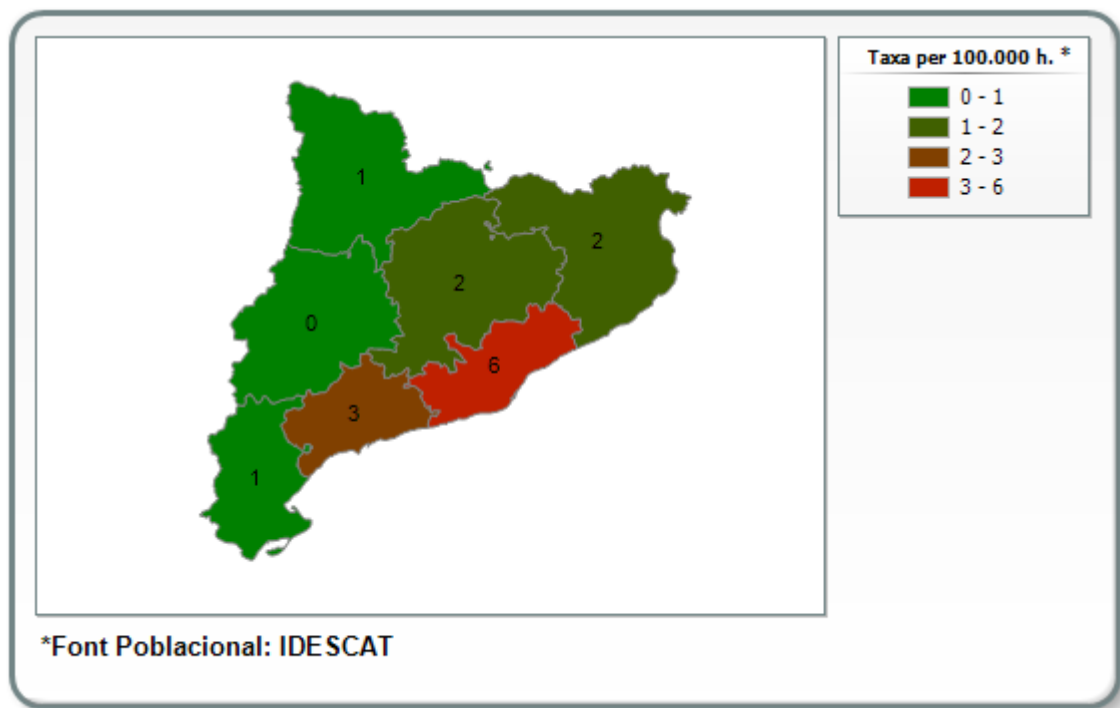 Taxa per 100.000 h. *
0 - 1
1 - 2
2 - 3
3 - 6
1
2
2
0
6
3
1
*Font Poblacional: IDESCAT